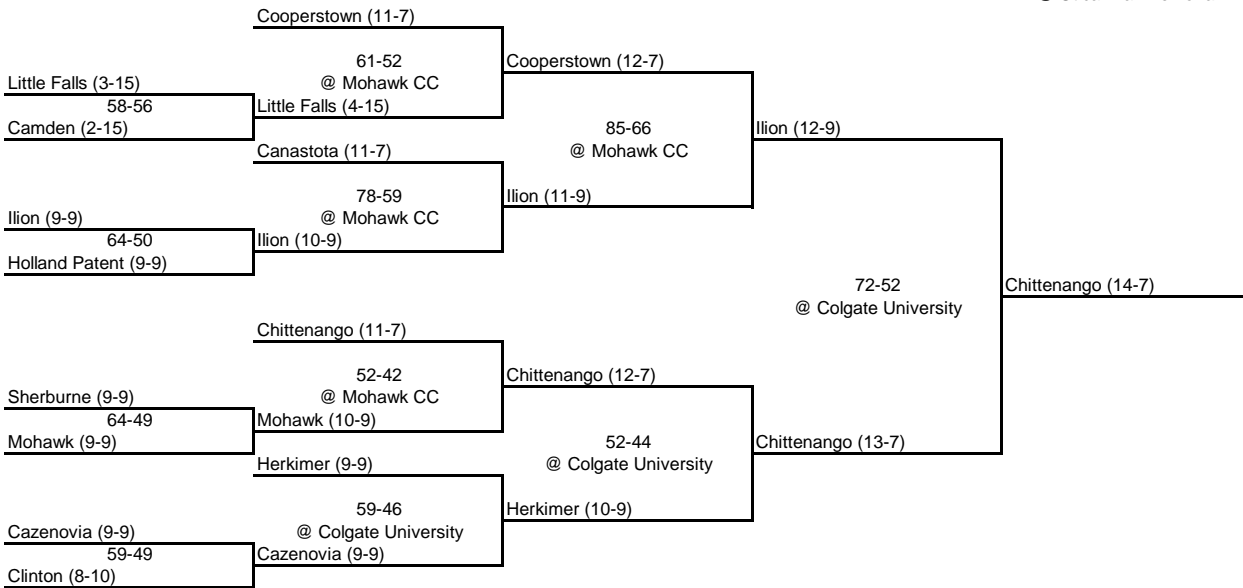 Cooperstown (11-7)
61-52
@ Mohawk CC
Cooperstown (12-7)
Little Falls (3-15)
58-56
Little Falls (4-15)
Camden (2-15)
85-66
@ Mohawk CC
Ilion (12-9)
Canastota (11-7)
78-59
@ Mohawk CC
Ilion (11-9)
Ilion (9-9)
64-50
Ilion (10-9)
Holland Patent (9-9)
72-52
@ Colgate University
Chittenango (14-7)
Chittenango (11-7)
52-42
@ Mohawk CC
Chittenango (12-7)
Sherburne (9-9)
64-49
Mohawk (10-9)
Mohawk (9-9)
52-44
@ Colgate University
Chittenango (13-7)
Herkimer (9-9)
59-46
@ Colgate University
Herkimer (10-9)
Cazenovia (9-9)
59-49
Cazenovia (9-9)
Clinton (8-10)